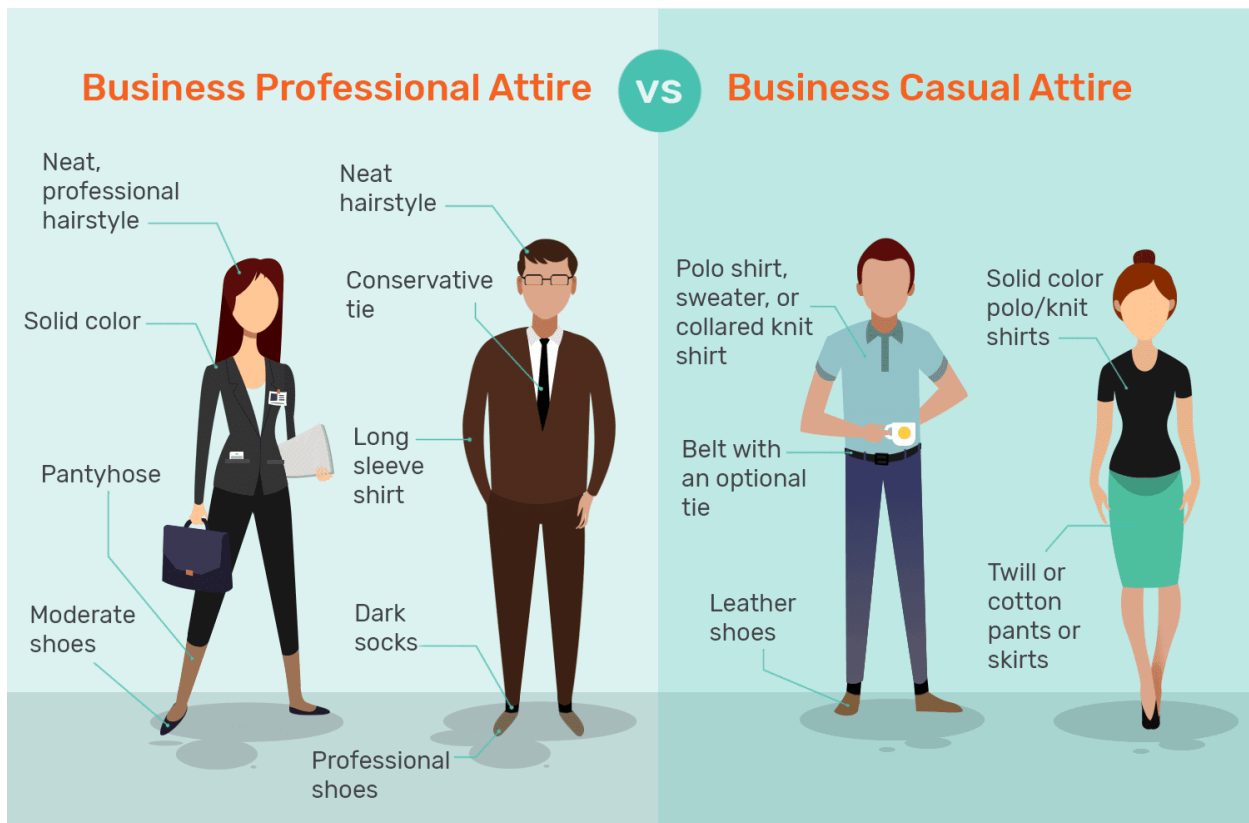 Business Professional Attire
vs
Business Casual Attire
Neat,
professional
hairstyle
Solid color
Pantyhose
Moderate
shoes
Neat
hairstyle
Conservative
tie
Long
sleeve
shirt
Dark
socks
Professional
shoes
Polo shirt,
sweater, or
collared knit
shirt
Belt with
an optional
tie
Leather
shoes
Solid color
polo/knit
shirts
Twill or
cotton
pants or
skirts